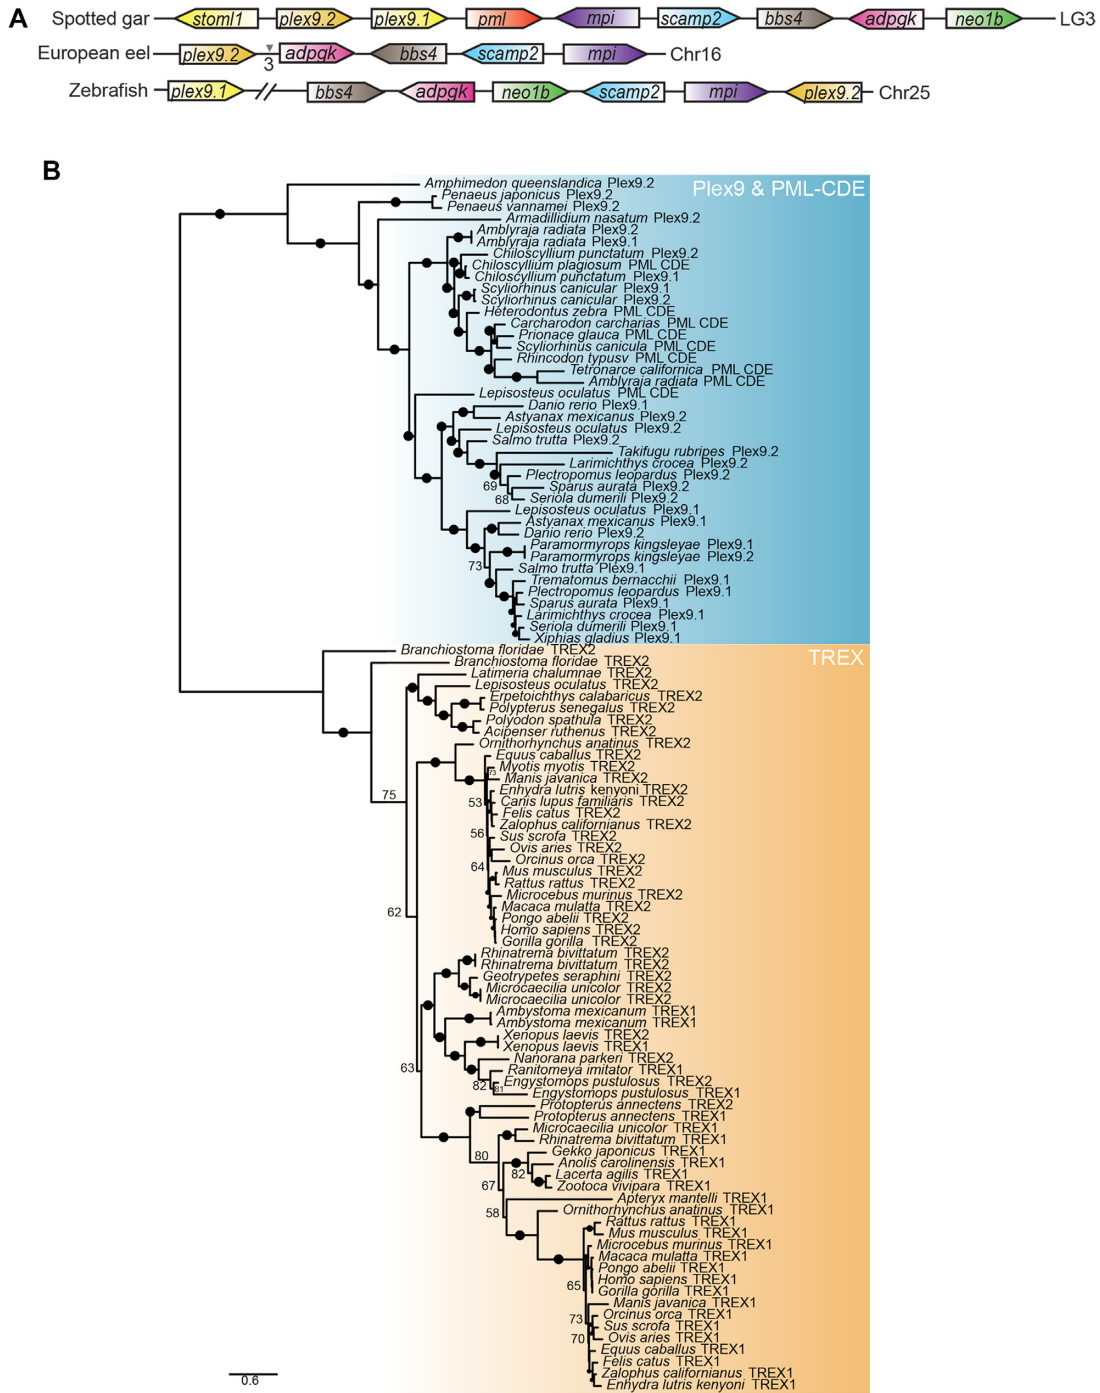 A
Spotted gar stoml1 plex9.2 plex9.1 pml mpi scamp2 bbs4 adpgk neo1b LG3
European eel plex9.2 3 adpgk bbs4 scamp2 mpi Chr16
Zebrafish plex9.1 bbs4 adpgk neo1b scamp2 mpi plex9.2 Chr25
B
Plex9 & PML-CDE
Amphimedon queenslandica Plex9.2
Penaeus japonicus Plex9.2
Penaeus vannamei Plex9.2
Armadillidium nasatum Plex9.2
Amblyraja radiata Plex9.2
Amblyraja radiata Plex9.1
Chiloscyllium punctatum Plex9.2
Chiloscyllium plagiosum PML CDE
Chiloscyllium punctatum Plex9.1
Scyliorhinus canicular Plex9.1
Scyliorhinus canicular Plex9.2
Heterodontus zebra PML CDE
Carcharodon carcharias PML CDE
Prionace glauca PML CDE
Scyliorhinus canicula PML CDE
Rhincodon typusv PML CDE
Tetronarce californica PML CDE
Amblyraja radiata PML CDE
Lepisosteus oculatus PML CDE
Danio rerio Plex9.1
Astyanax mexicanus Plex9.2
Lepisosteus oculatus Plex9.2
Salmo trutta Plex9.2
Takifugu rubripes Plex9.2
Larimichthys crocea Plex9.2
Plectropomus leopardus Plex9.2
69
Sparus aurata Plex9.2
68
Seriola dumerili Plex9.2
Lepisosteus oculatus Plex9.1
Astyanax mexicanus Plex9.1
Danio rerio Plex9.2
Paramormyrops kingsleyae Plex9.1
Paramormyrops kingsleyae Plex9.2
73
Salmo trutta Plex9.1
Trematomus bernacchii Plex9.1
Plectropomus leopardus Plex9.1
Sparus aurata Plex9.1
Larimichthys crocea Plex9.1
Seriola dumerili Plex9.1
Xiphias gladius Plex9.1
TREX
Branchiostoma floridae TREX2
Branchiostoma floridae TREX2
Latimeria chalumnae TREX2
Lepisosteus oculatus TREX2
Erpetoichthys calabaricus TREX2
Polypterus senegalus TREX2
Polyodon spathula TREX2
Acipenser ruthenus TREX2
Ornithorhynchus anatinus TREX2
Equus caballus TREX2
Myotis myotis TREX2
73
Manis javanica TREX2
Enhydra lutris kenyoni TREX2
75
53
Canis lupus familiaris TREX2
Felis catus TREX2
Zalophus californianus TREX2
56
Sus scrofa TREX2
Ovis aries TREX2
Orcinus orca TREX2
64
Mus musculus TREX2
Rattus rattus TREX2
Microcebus murinus TREX2
Macaca mulatta TREX2
62
Pongo abelii TREX2
Homo sapiens TREX2
Gorilla gorilla TREX2
Rhinatrema bivittatum TREX2
Rhinatrema bivittatum TREX2
Geotrypetes seraphini TREX2
Microcaecilia unicolor TREX2
Microcaecilia unicolor TREX2
Ambystoma mexicanum TREX1
Ambystoma mexicanum TREX1
Xenopus laevis TREX2
Xenopus laevis TREX1
Nanorana parkeri TREX2
63
Ranitomeya imitator TREX1
Engystomops pustulosus TREX2
82
81
Engystomops pustulosus TREX1
Protopterus annectens TREX2
Protopterus annectens TREX1
Microcaecilia unicolor TREX1
Rhinatrema bivittatum TREX1
80
Gekko japonicus TREX1
Anolis carolinensis TREX1
82
Lacerta agilis TREX1
67
Zootoca vivipara TREX1
Apteryx mantelli TREX1
58
Ornithorhynchus anatinus TREX1
Rattus rattus TREX1
Mus musculus TREX1
Microcebus murinus TREX1
Macaca mulatta TREX1
Pongo abelii TREX1
Homo sapiens TREX1
65
Gorilla gorilla TREX1
Manis javanica TREX1
Orcinus orca TREX1
73
Sus scrofa TREX1
70
Ovis aries TREX1
Equus caballus TREX1
Felis catus TREX1
Zalophus californianus TREX1
Enhydra lutris kenyoni TREX1
0.6